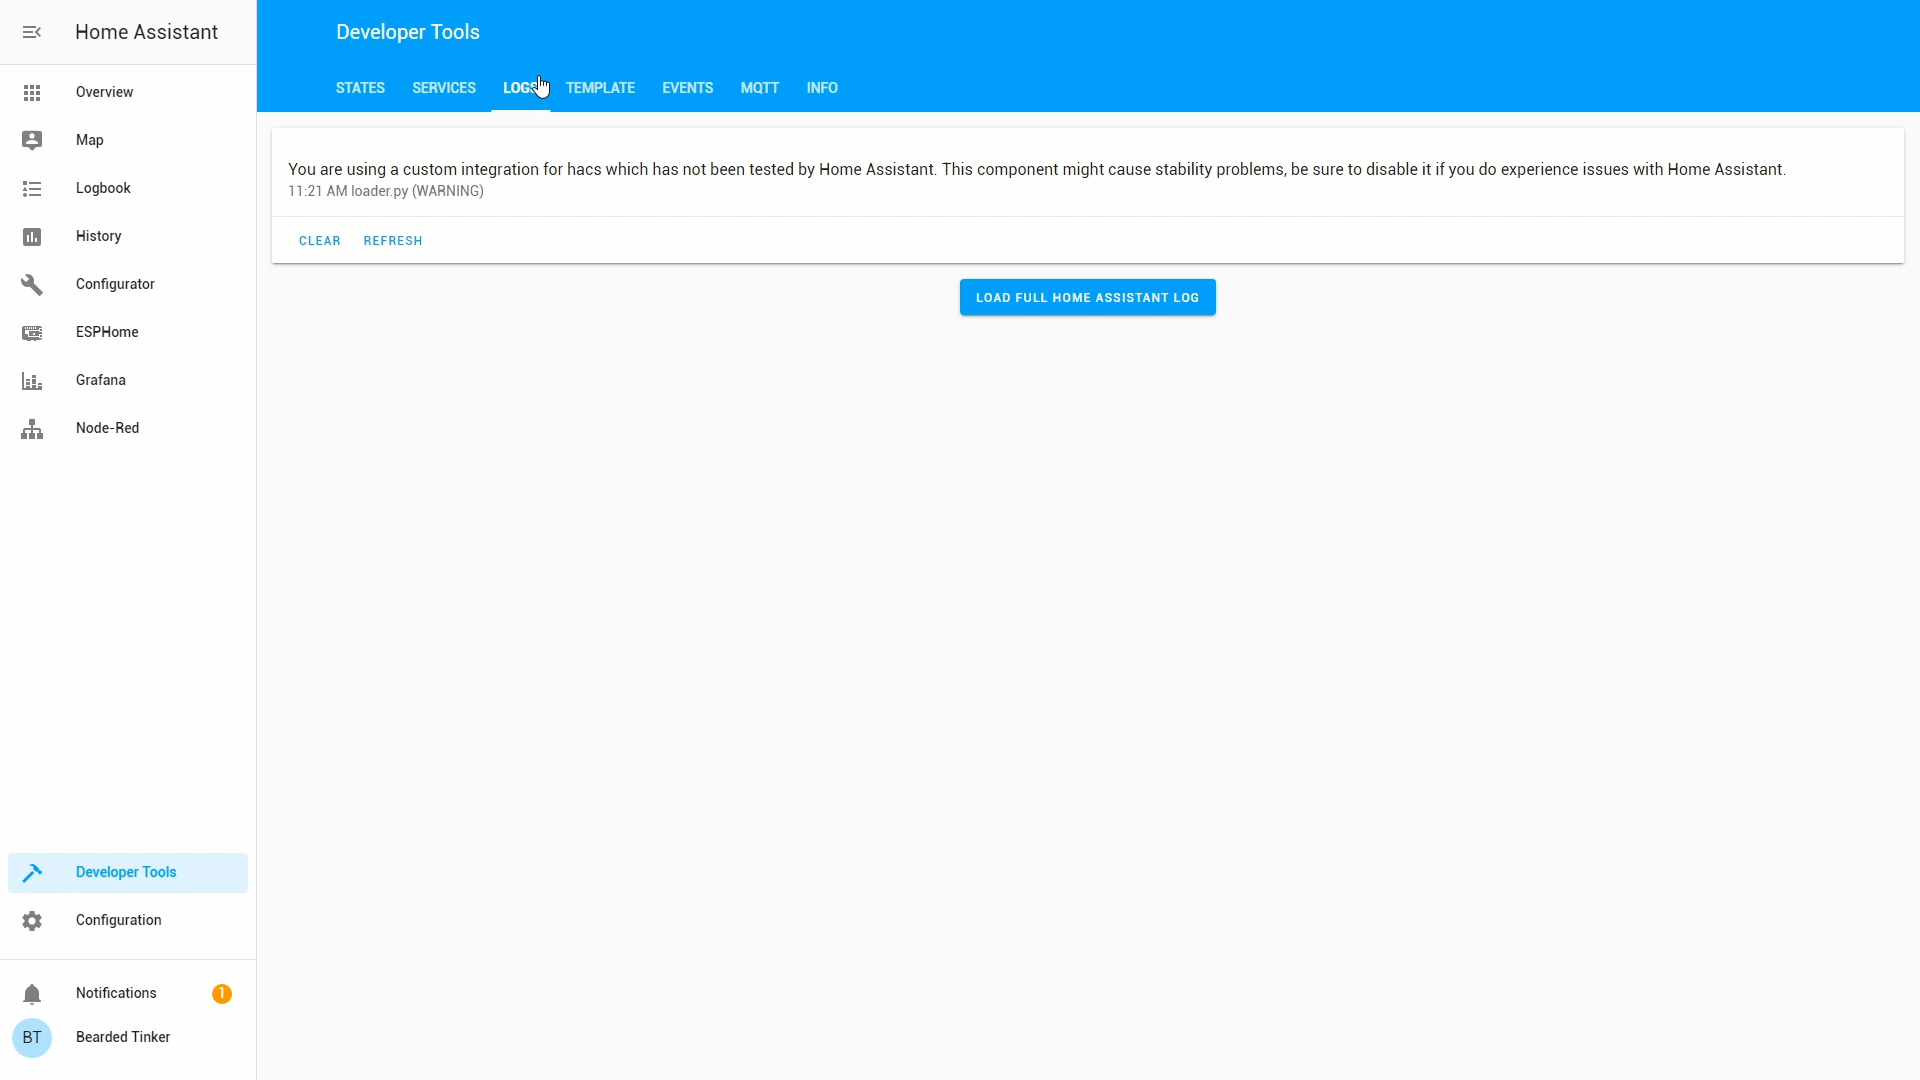 Home Assistant
Developer Tools
STATES SERVICES LOGS TEMPLATE EVENTS MQTT INFO
Overview
Map
Logbook
History
Configurator
ESPHome
Grafana
Node-Red
You are using a custom integration for hacs which has not been tested by Home Assistant. This component might cause stability problems, be sure to disable it if you do experience issues with Home Assistant.
11:21 AM loader.py (WARNING)
CLEAR REFRESH
LOAD FULL HOME ASSISTANT LOG
Developer Tools
Configuration
Notifications 1
BT Bearded Tinker